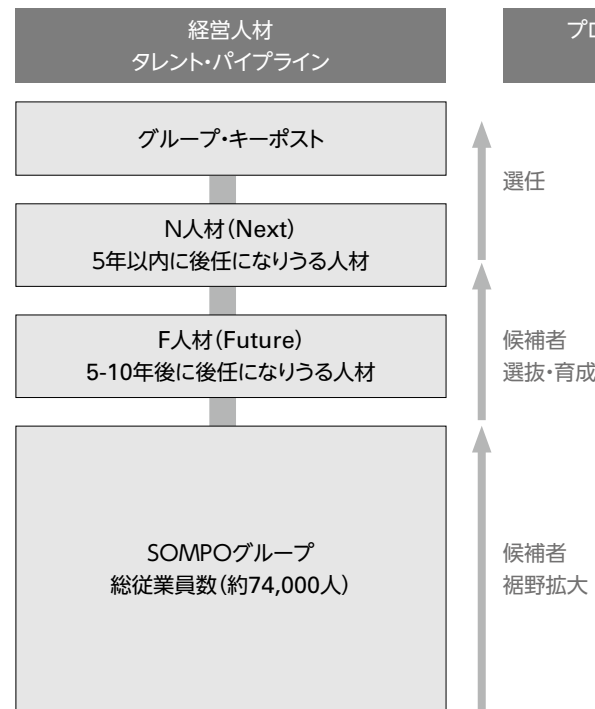 経営人材
タレント・パイプライン
プロ
グループ・キーポスト
選任
N人材(Next)
5年以内に後任になりうる人材
F人材(Future)
5-10年後に後任になりうる人材
候補者
選抜・育成
SOMPOグループ
総従業員数(約74,000人)
候補者
裾野拡大